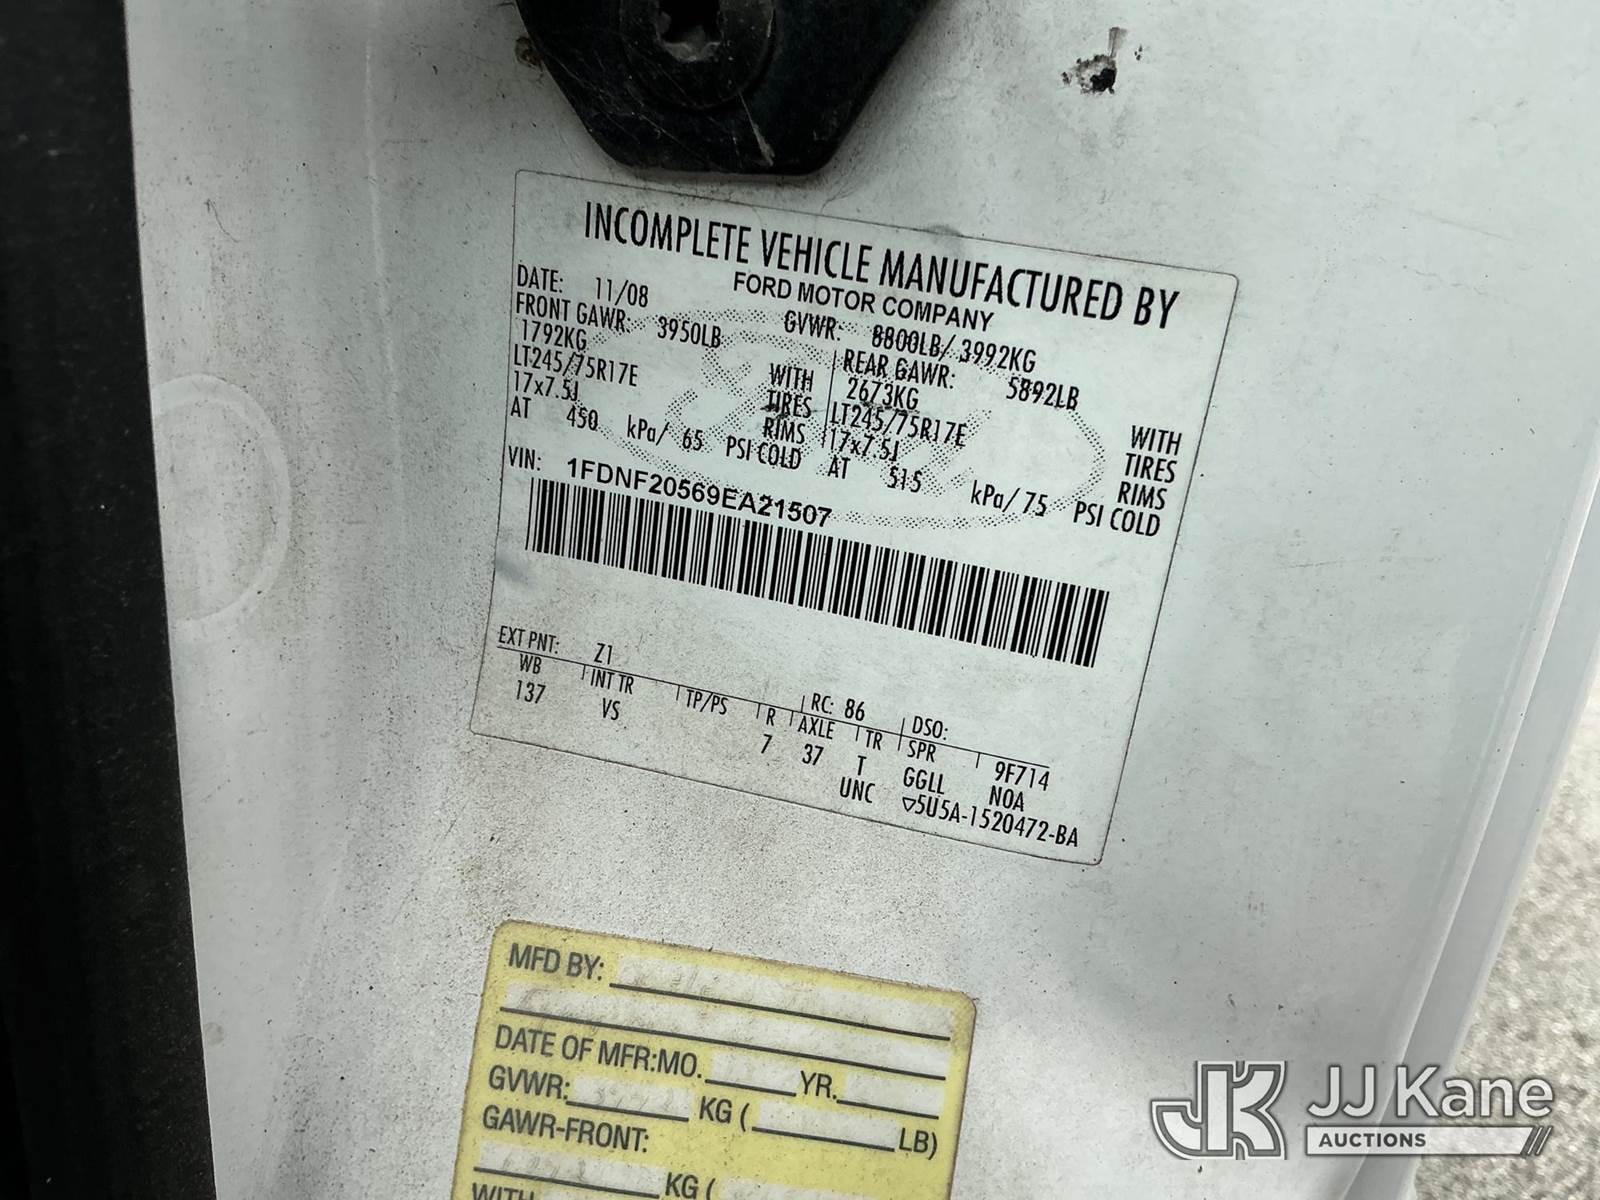 INCOMPLETE VEHICLE MANUFACTURED BY
FORD MOTOR COMPANY
DATE: 11/08 GVWR: 8800LB/ 3992KG
FRONT GAWR: 3950LB REAR GAWR: 5892LB
1792KG WITH 2673KG WITH
LT245/75R17E TIRES LT245/75R17E TIRES
17x7.5J RIMS 17x7.5J RIMS
AT 450 kPa/ 65 PSI COLD AT 515 kPa/ 75 PSI COLD
VIN: 1FDNF20569EA21507
EXT PNT: Z1 RC: 86 DSO:
WB INT TR TP/PS R AXLE TR SPR 9F714
137 VS 7 37 T GGLL NOA
UNC ▽5U5A-1520472-BA
MFD BY:
DATE OF MFR:MO. YR.
GVWR: KG ( LB)
GAWR-FRONT:
KG (
WITH
JK JJ Kane
AUCTIONS